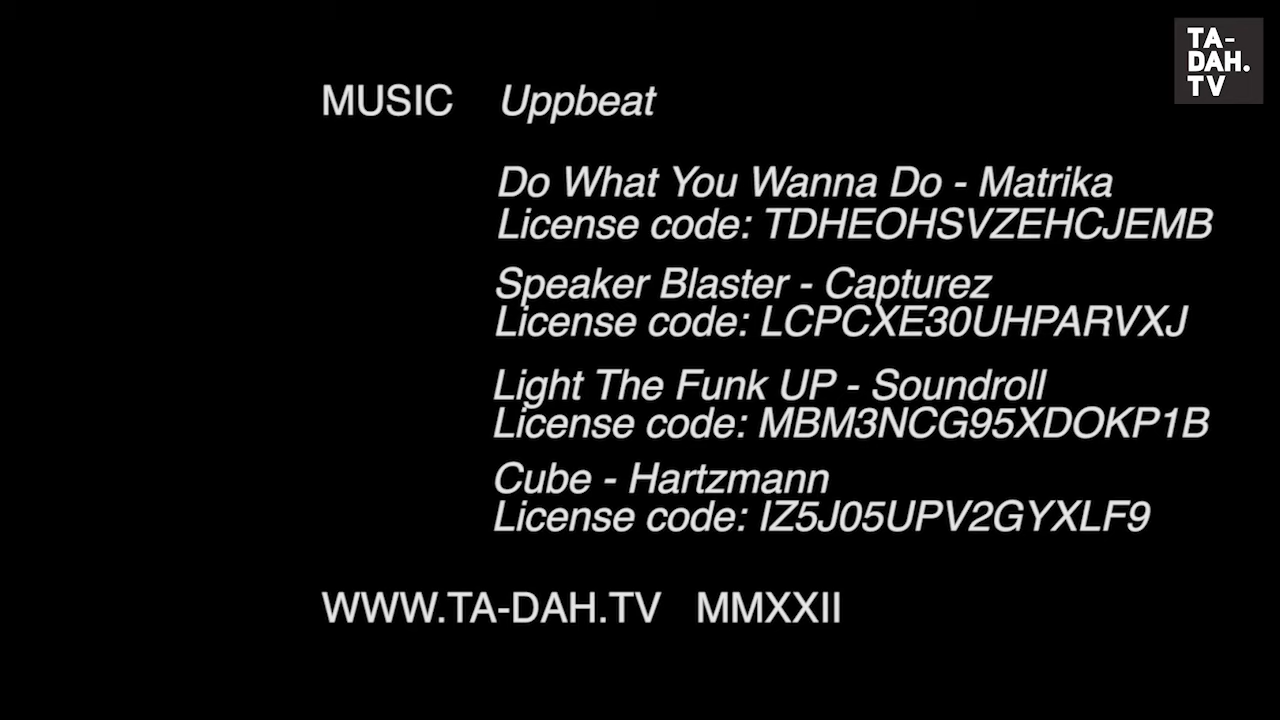 TA-
DAH.
TV
MUSIC Uppbeat
Do What You Wanna Do - Matrika
License code: TDHEOHSVZEHCJEMB
Speaker Blaster - Capturez
License code: LCPCXE30UHPARVXJ
Light The Funk UP - Soundroll
License code: MBM3NCG95XDOKP1B
Cube - Hartzmann
License code: IZ5J05UPV2GYXLF9
WWW.TA-DAH.TV MMXXII